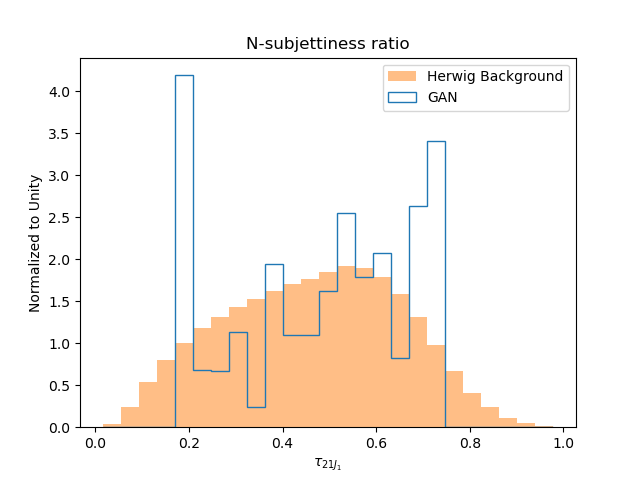 N-subjettiness ratio
Herwig Background
GAN
Normalized to Unity
4.0
3.5
3.0
2.5
2.0
1.5
1.0
0.5
0.0
0.0 0.2 0.4 0.6 0.8 1.0
τ₂₁J₁